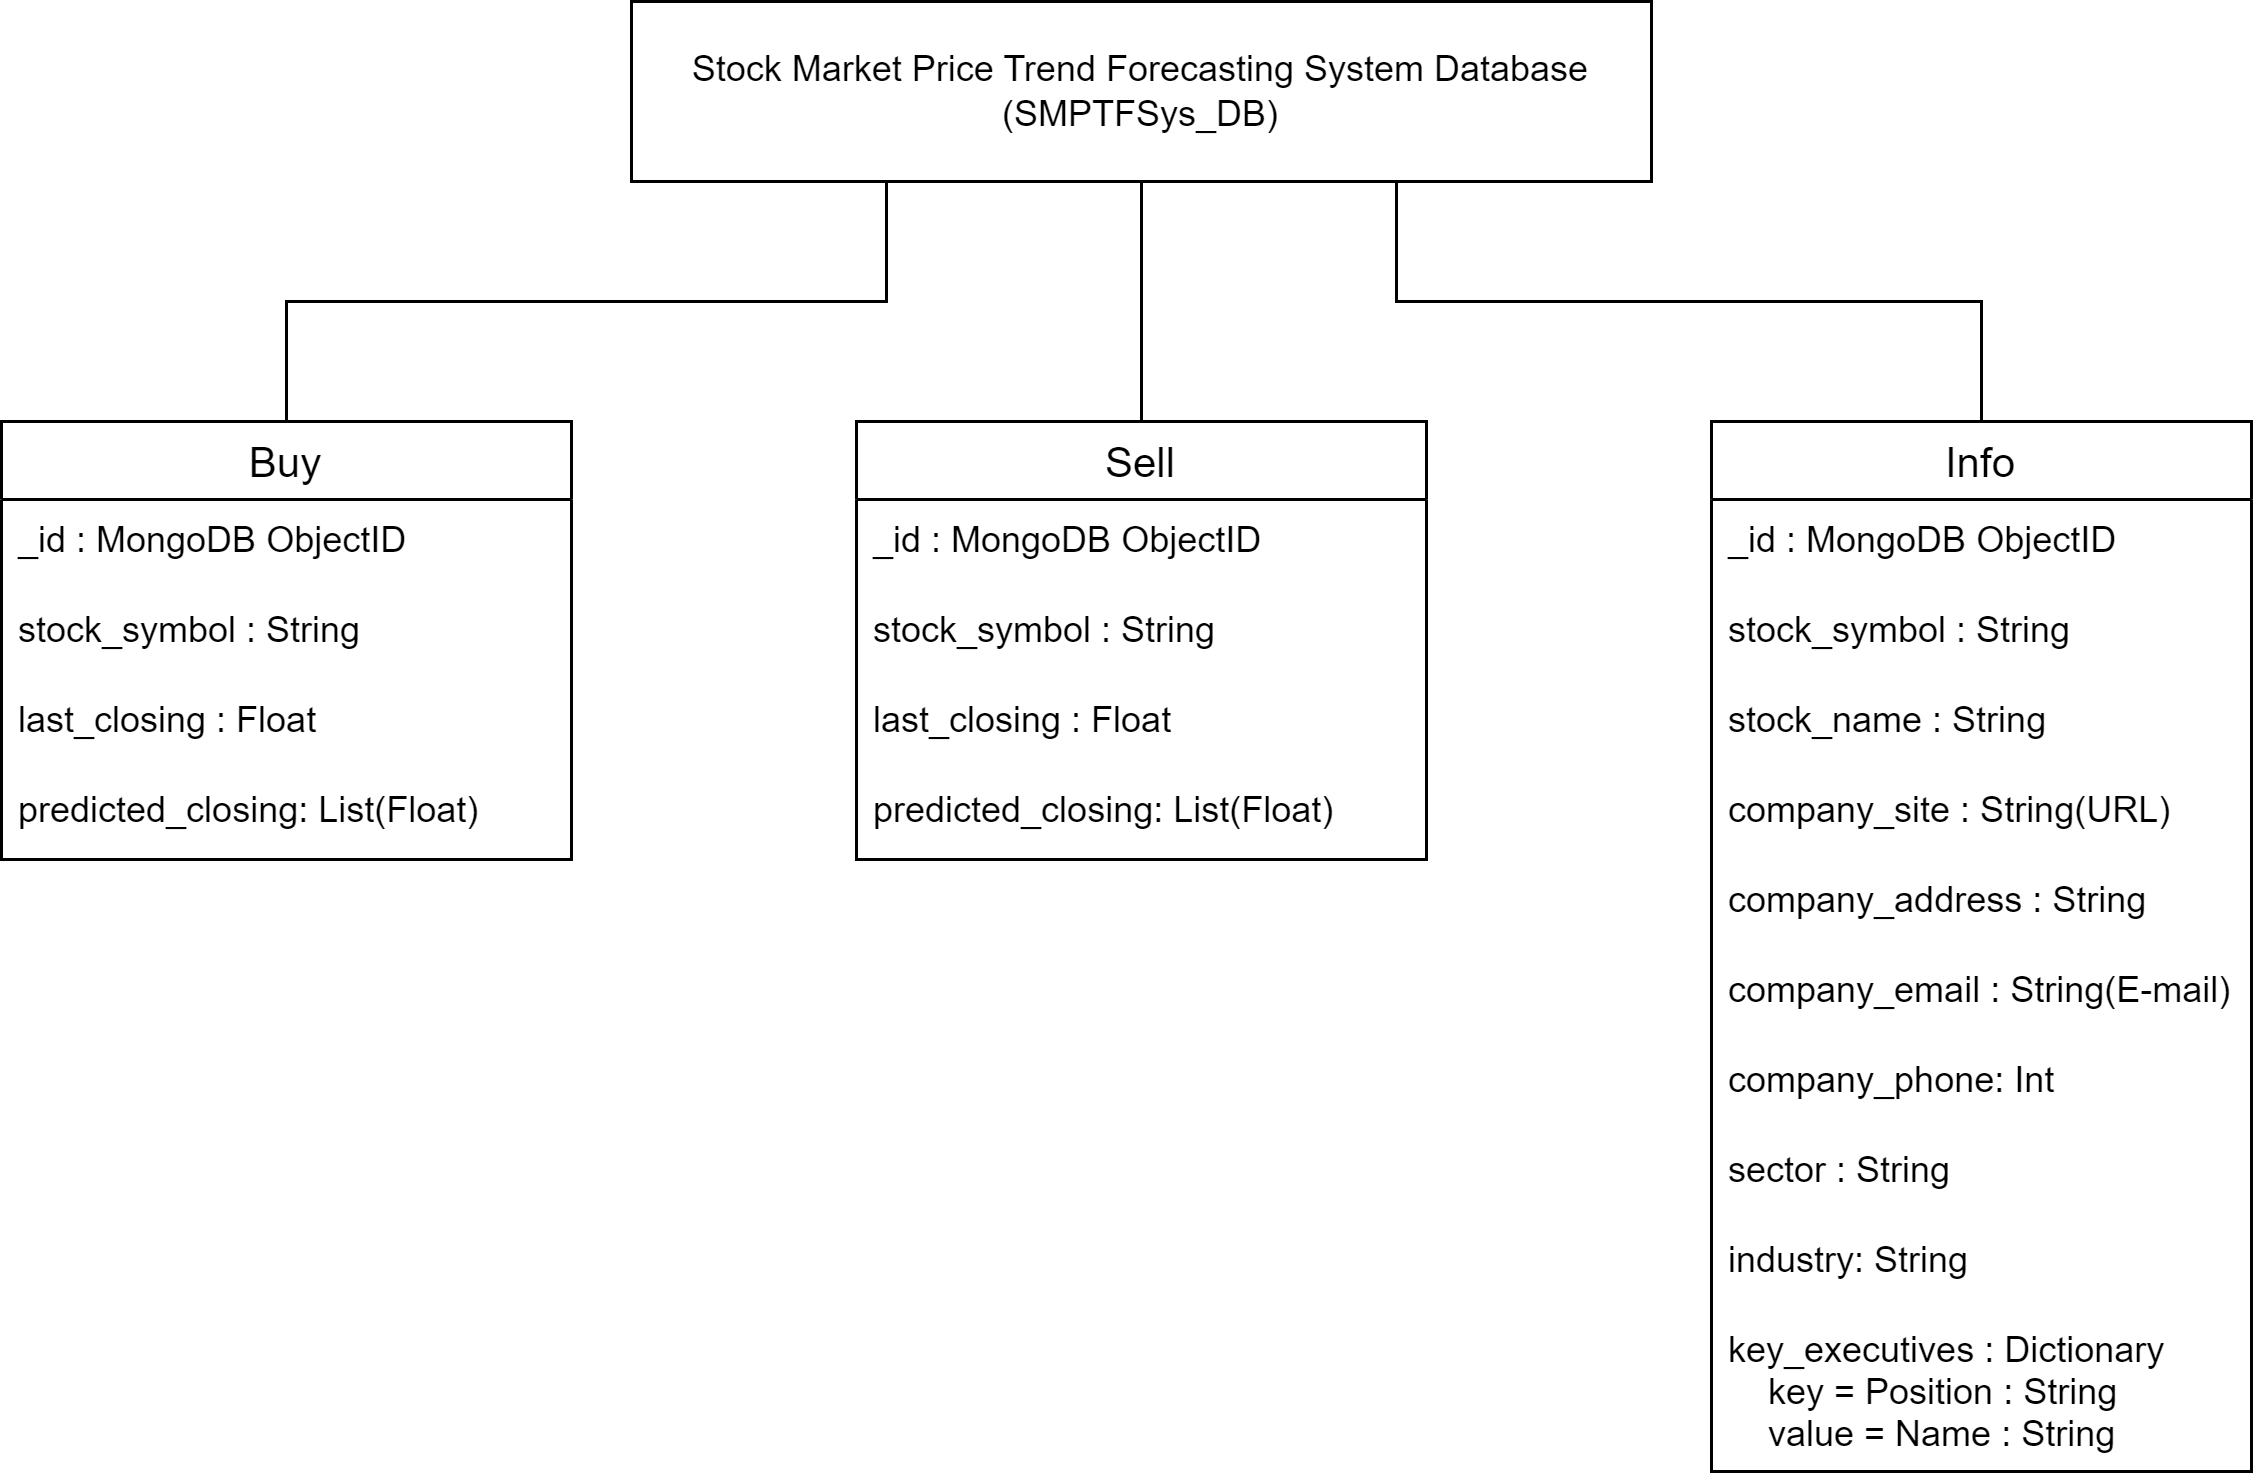 Stock Market Price Trend Forecasting System Database
(SMPTFSys_DB)
Buy
_id : MongoDB ObjectID
stock_symbol : String
last_closing : Float
predicted_closing: List(Float)
Sell
_id : MongoDB ObjectID
stock_symbol : String
last_closing : Float
predicted_closing: List(Float)
Info
_id : MongoDB ObjectID
stock_symbol : String
stock_name : String
company_site : String(URL)
company_address : String
company_email : String(E-mail)
company_phone: Int
sector : String
industry: String
key_executives : Dictionary
key = Position : String
value = Name : String